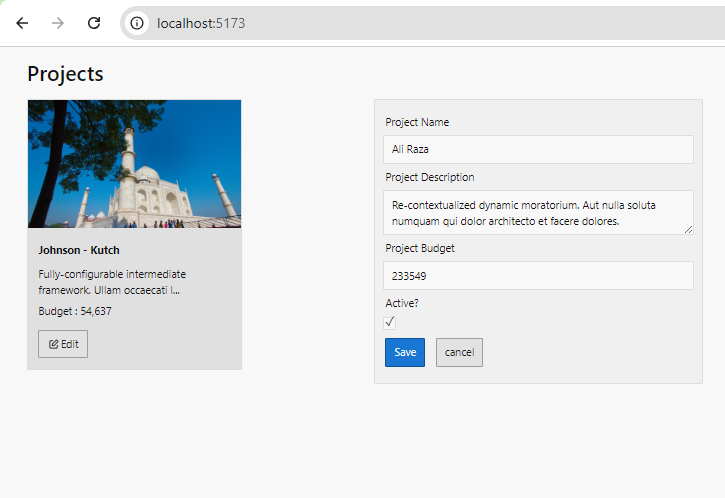 localhost:5173
Projects
Johnson - Kutch
Fully-configurable intermediate
framework. Ullam occaecati l...
Budget : 54,637
Edit
Project Name
Ali Raza
Project Description
Re-contextualized dynamic moratorium. Aut nulla soluta
numquam qui dolor architecto et facere dolores.
Project Budget
233549
Active?
Save
cancel